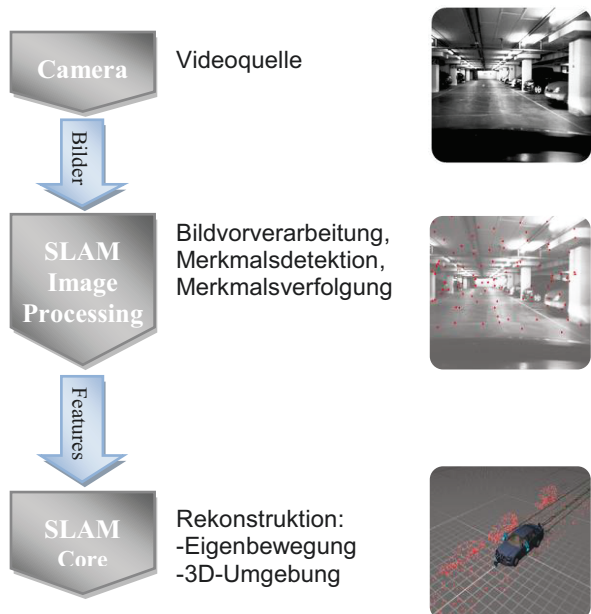 Camera
Videoquelle
Bilder
SLAM
Image
Processing
Bildvorverarbeitung,
Merkmalsdetektion,
Merkmalsverfolgung
Features
SLAM
Core
Rekonstruktion:
-Eigenbewegung
-3D-Umgebung